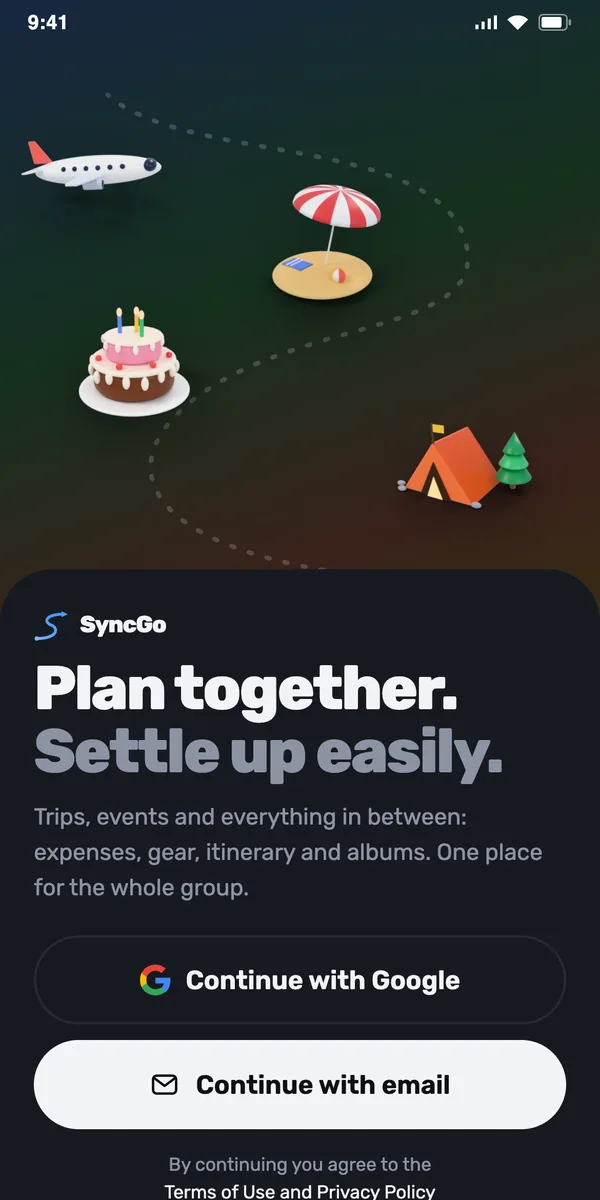 9:41
SyncGo
Plan together.
Settle up easily.
Trips, events and everything in between:
expenses, gear, itinerary and albums. One place
for the whole group.
Continue with Google
Continue with email
By continuing you agree to the
Terms of Use and Privacy Policy